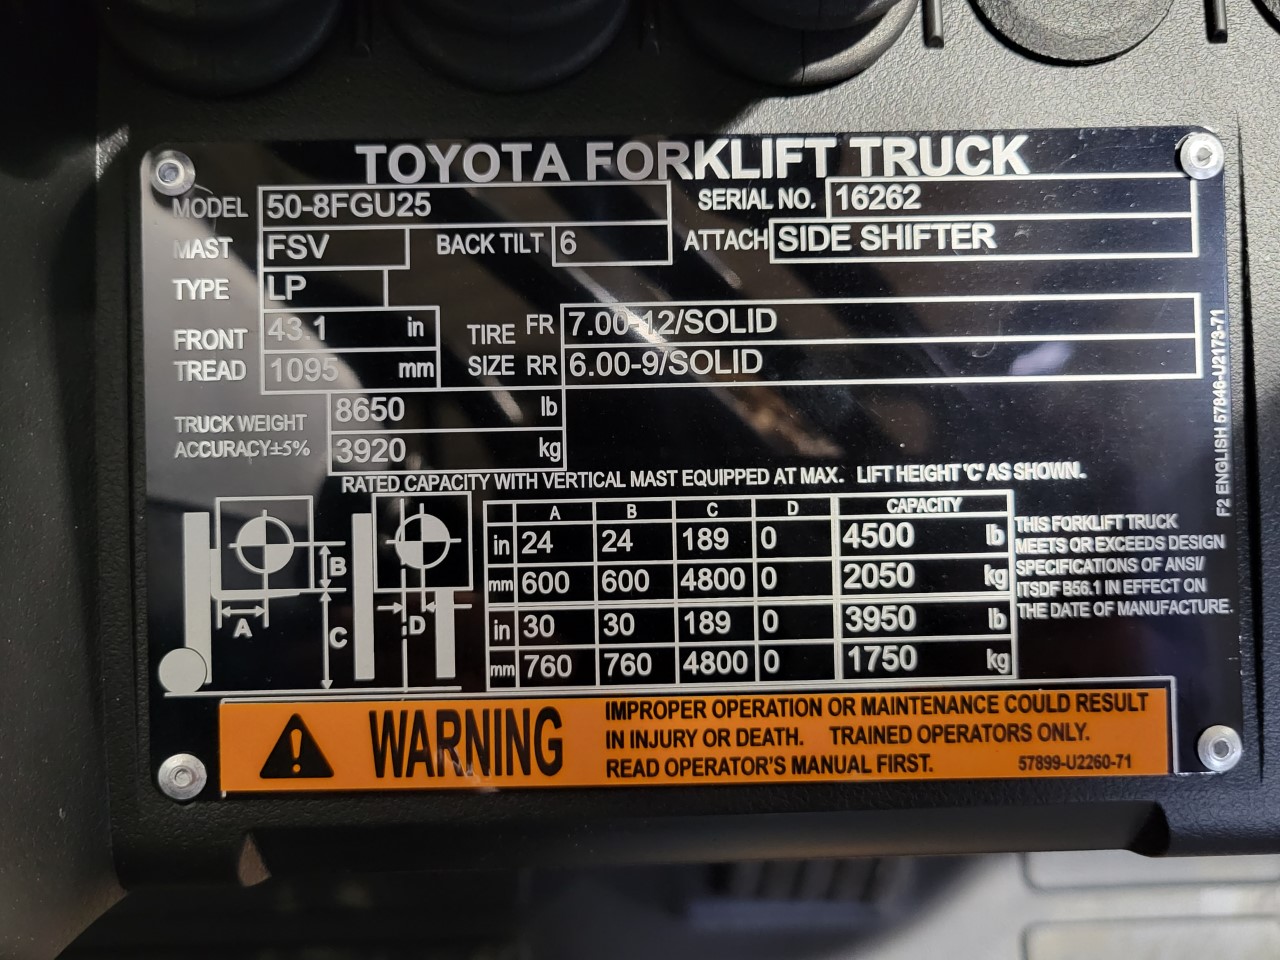 TOYOTA FORKLIFT TRUCK
MODEL 50-8FGU25 SERIAL NO. 16262
MAST FSV BACK TILT 6 ATTACH SIDE SHIFTER
TYPE LP
FRONT TREAD 43.1 in
1095 mm
TIRE SIZE FR 7.00-12/SOLID
RR 6.00-9/SOLID
TRUCK WEIGHT 8650 lb
ACCURACY±5% 3920 kg
RATED CAPACITY WITH VERTICAL MAST EQUIPPED AT MAX. LIFT HEIGHT "C" AS SHOWN.
A B C D CAPACITY
in 24 24 189 0 4500 lb
mm 600 600 4800 0 2050 kg
in 30 30 189 0 3950 lb
mm 760 760 4800 0 1750 kg
A
B
C
D
THIS FORKLIFT TRUCK
MEETS OR EXCEEDS DESIGN
SPECIFICATIONS OF ANSI/
ITSDF B56.1 IN EFFECT ON
THE DATE OF MANUFACTURE.
F2 ENGLISH 57846-U2173-71
WARNING
IMPROPER OPERATION OR MAINTENANCE COULD RESULT
IN INJURY OR DEATH. TRAINED OPERATORS ONLY.
READ OPERATOR'S MANUAL FIRST. 57899-U2260-71